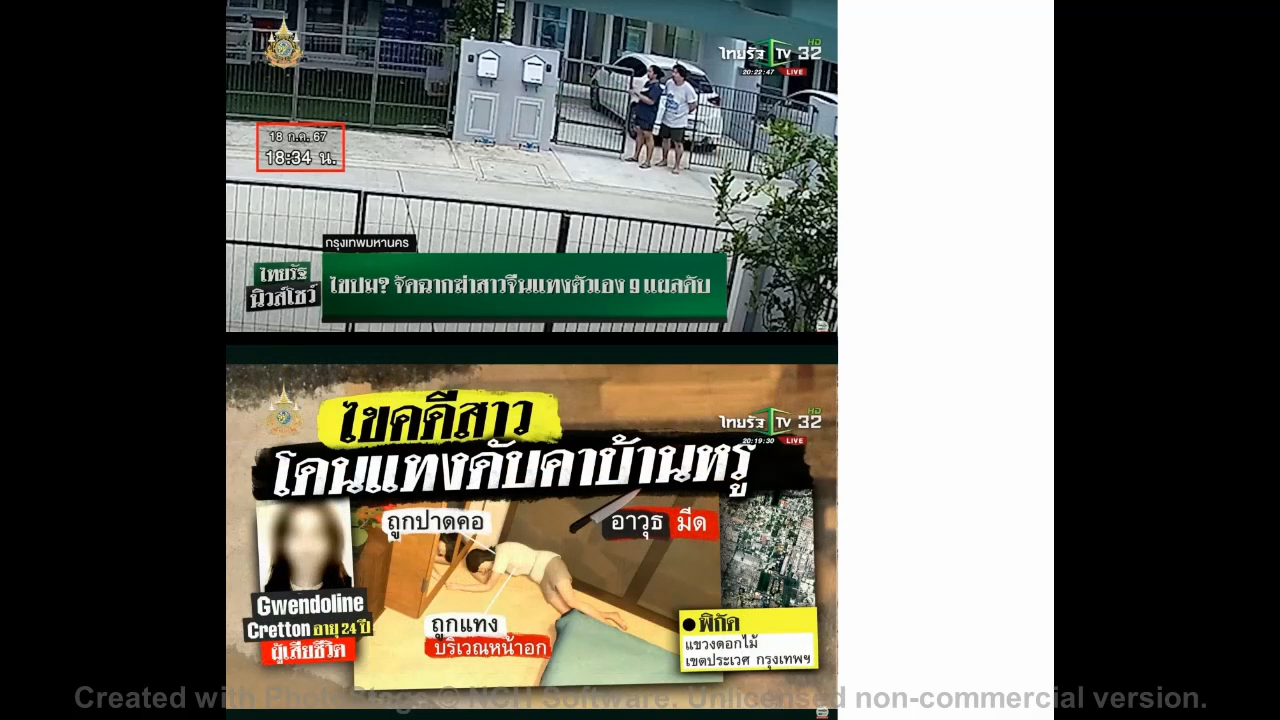 ไทยรัฐ TV 32 HD
20:22:47 LIVE
18 ก.ค. 67
18:34 น.
กรุงเทพมหานคร
ไทยรัฐ
นิวส์โชว์
ไขปม? จัดฉากฆ่าสาวจีนแทงตัวเอง 9 แผลดับ
ไขคดีสาว
โดนแทงดับคาบ้านหรู
ไทยรัฐ TV 32 HD
20:19:30 LIVE
ถูกปาดคอ
อาวุธ มีด
Gwendoline
Cretton อายุ 24 ปี
ผู้เสียชีวิต
ถูกแทง
บริเวณหน้าอก
พิกัด
แขวงดอกไม้
เขตประเวศ กรุงเทพฯ
Created with PhotoStage © NCH Software. Unlicensed non-commercial version.